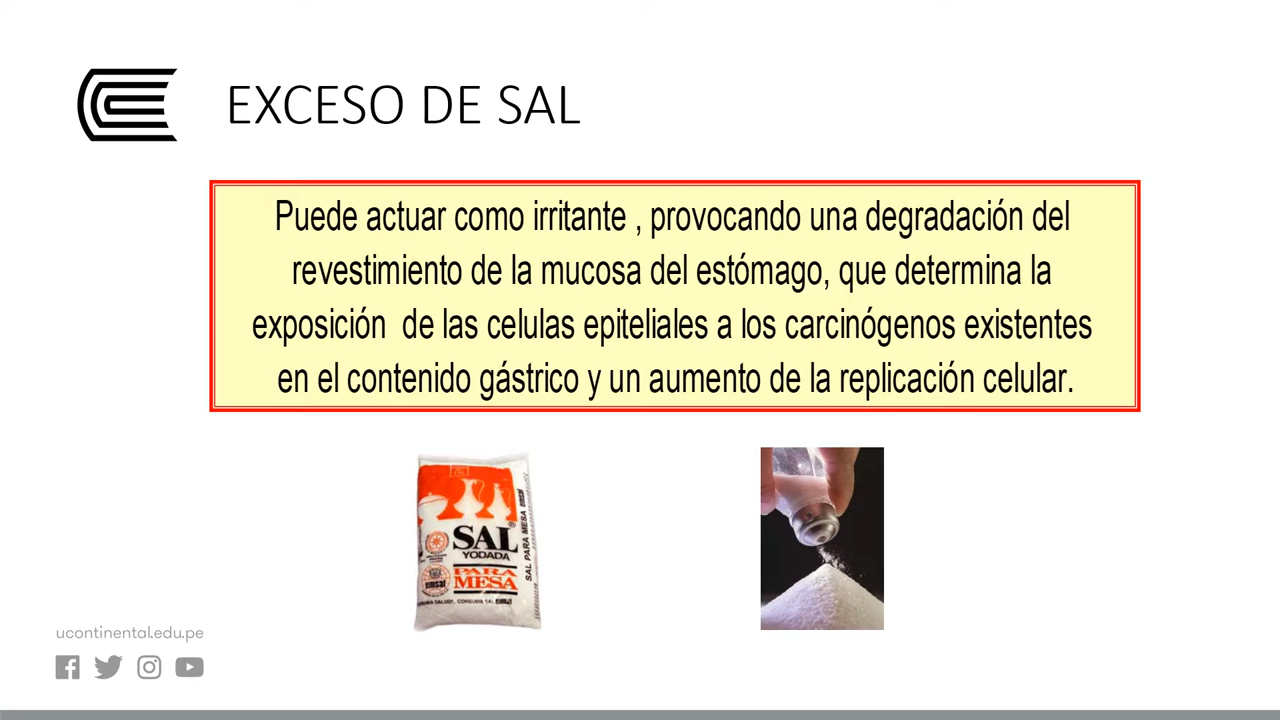 EXCESO DE SAL
Puede actuar como irritante , provocando una degradación del
revestimiento de la mucosa del estómago, que determina la
exposición de las celulas epiteliales a los carcinógenos existentes
en el contenido gástrico y un aumento de la replicación celular.
SAL
YODADA
PARA
MESA
emsal
SAL PARA MESA
ucontinental.edu.pe